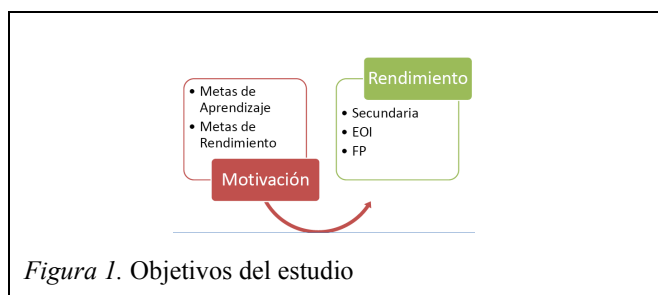 • Metas de
Aprendizaje
• Metas de
Rendimiento
Motivación
Rendimiento
• Secundaria
• EOI
• FP
Figura 1. Objetivos del estudio